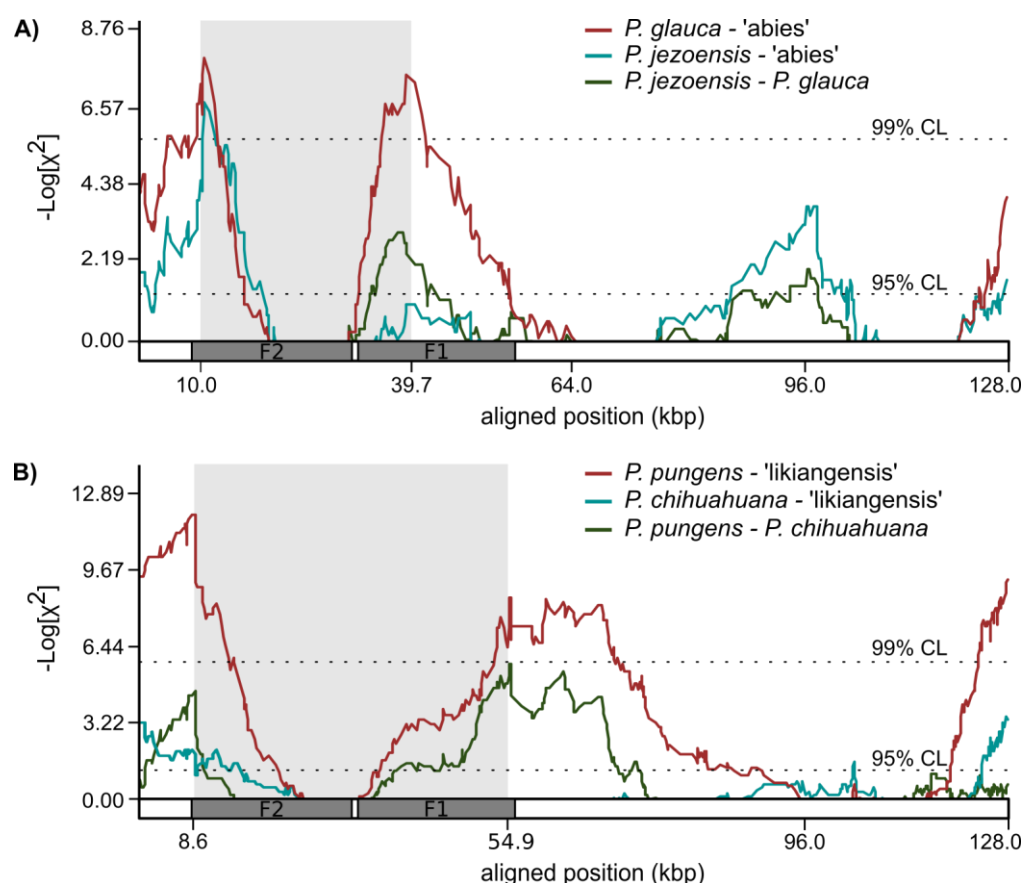 A)
P. glauca - 'abies'
P. jezoensis - 'abies'
P. jezoensis - P. glauca
8.76
6.57
4.38
2.19
0.00
-Log[χ2]
99% CL
95% CL
F2
F1
10.0
39.7
64.0
96.0
128.0
aligned position (kbp)
B)
P. pungens - 'likiangensis'
P. chihuahuana - 'likiangensis'
P. pungens - P. chihuahuana
12.89
9.67
6.44
3.22
0.00
-Log[χ2]
99% CL
95% CL
F2
F1
8.6
54.9
96.0
128.0
aligned position (kbp)